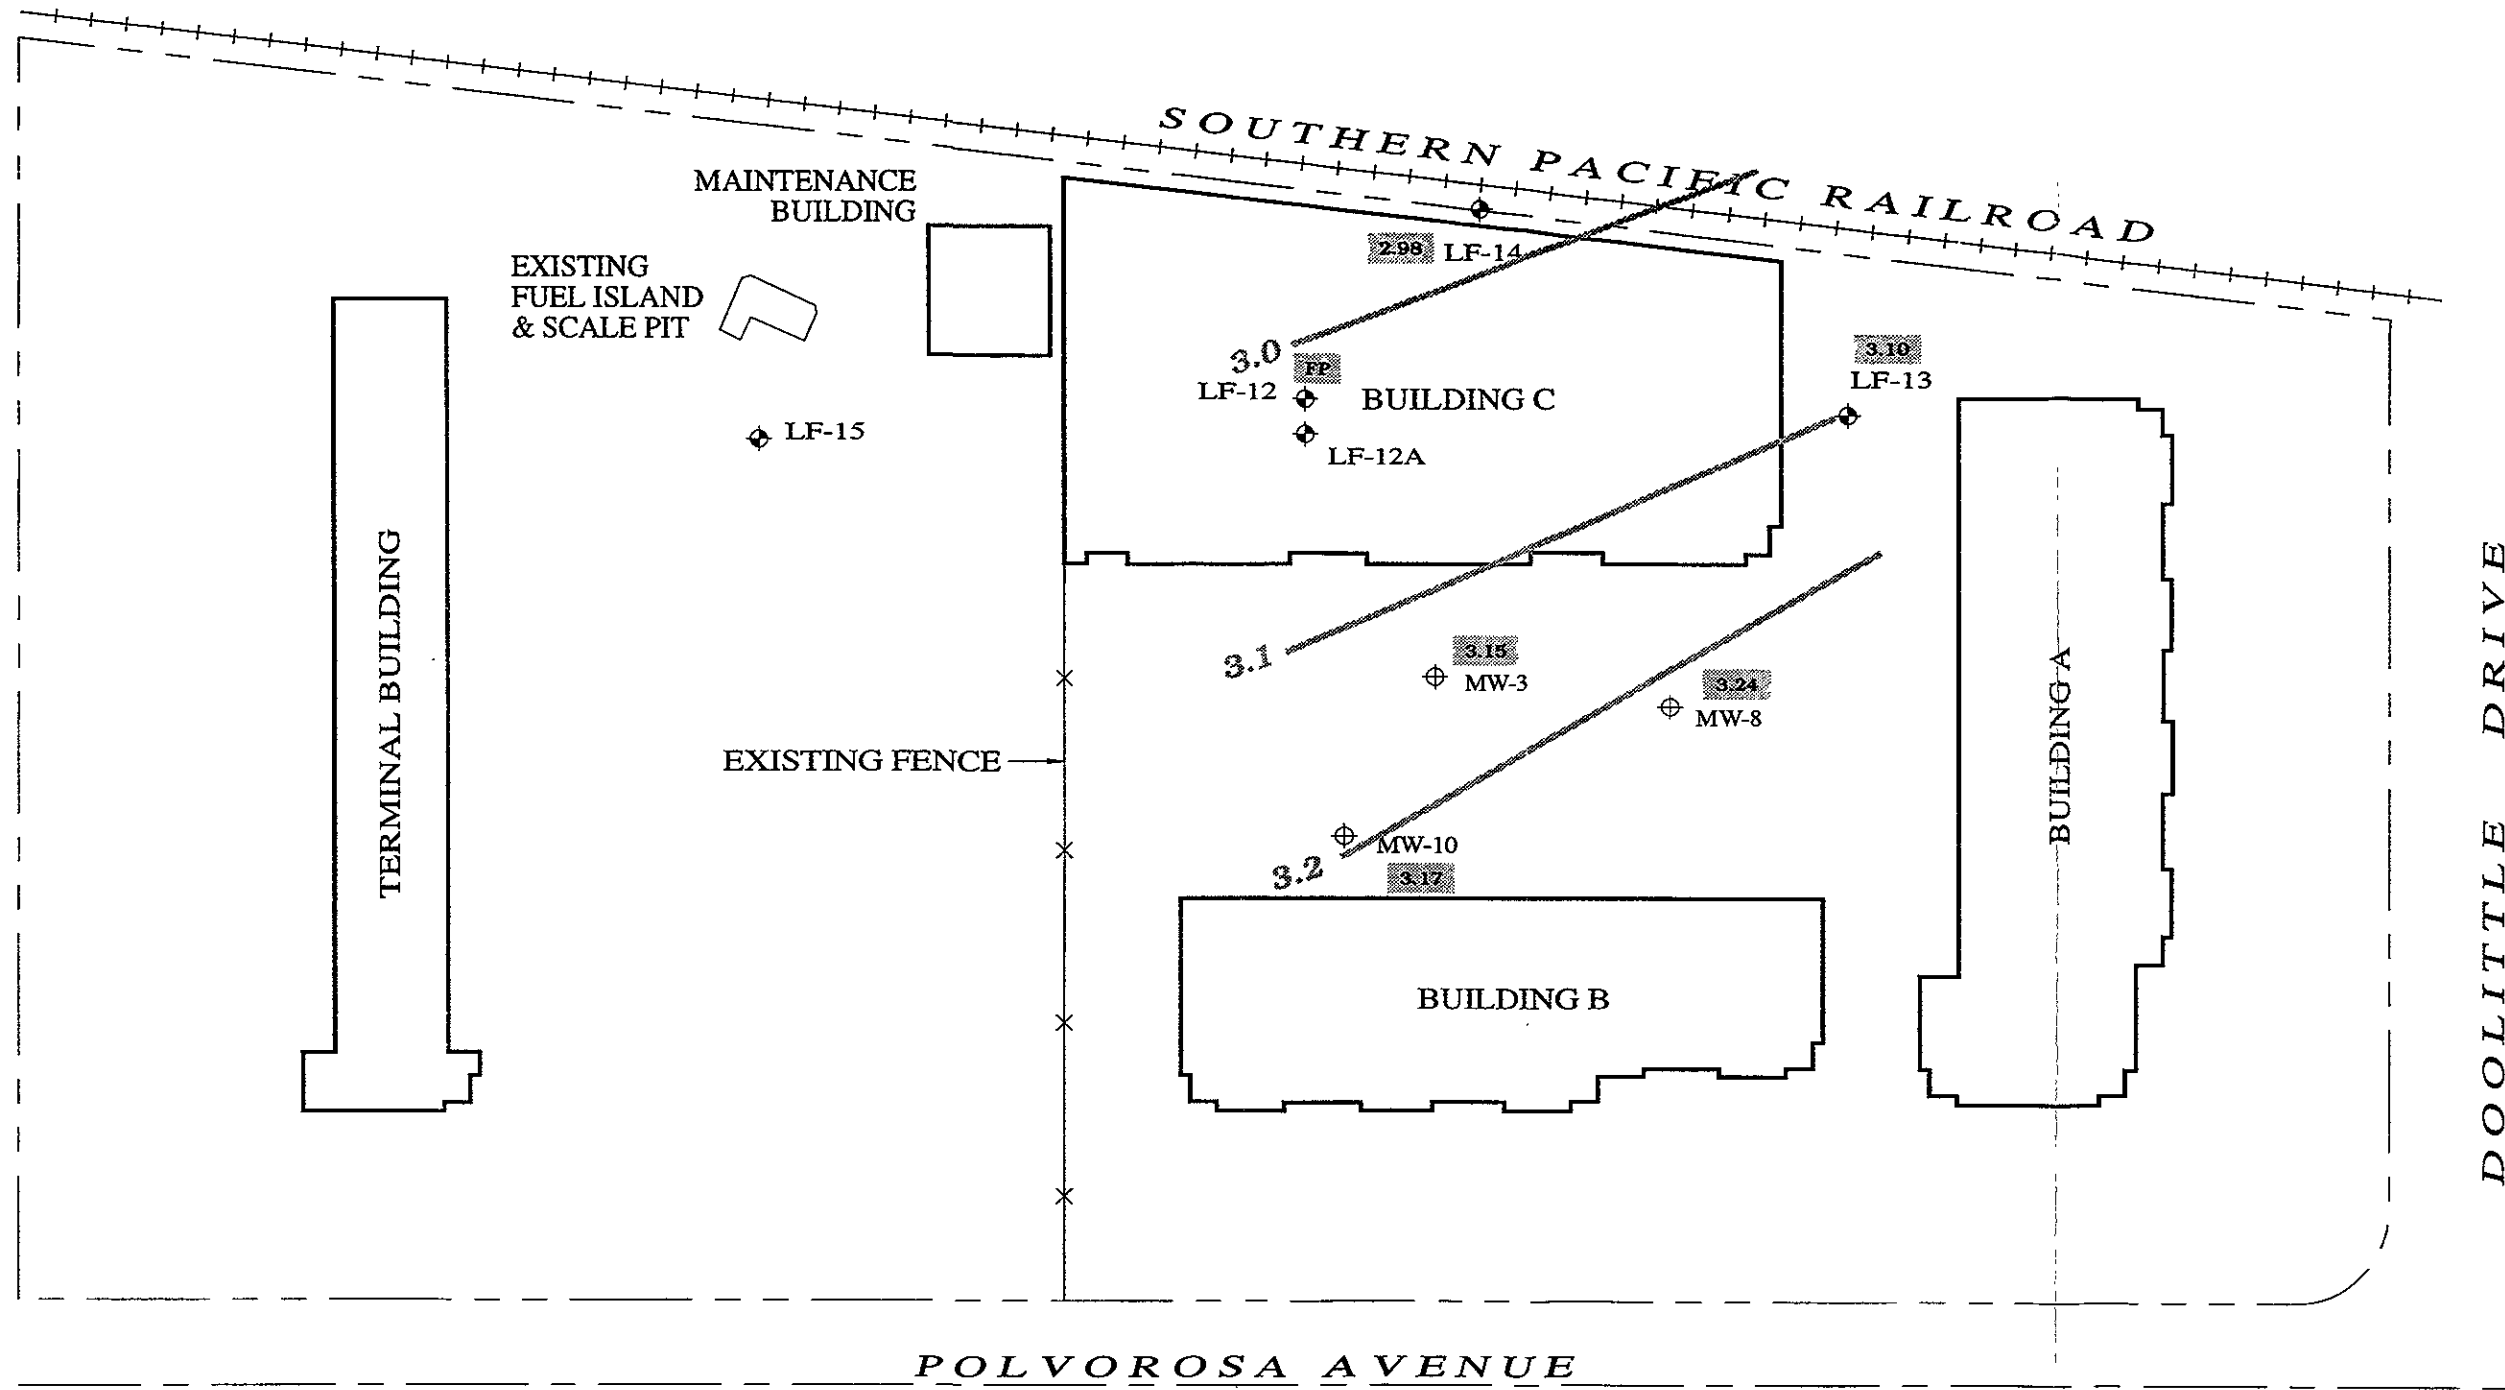 SOUTHERN PACIFIC RAILROAD
MAINTENANCE
BUILDING
EXISTING
FUEL ISLAND
& SCALE PIT
2.98
LF-14
3.0
FP
LF-12
BUILDING C
3.10
LF-13
LF-15
LF-12A
TERMINAL BUILDING
3.1
3.15
MW-3
3.24
MW-8
BUILDING A
DOOLITTLE DRIVE
EXISTING FENCE
MW-10
3.2
3.17
BUILDING B
POLVOROSA AVENUE